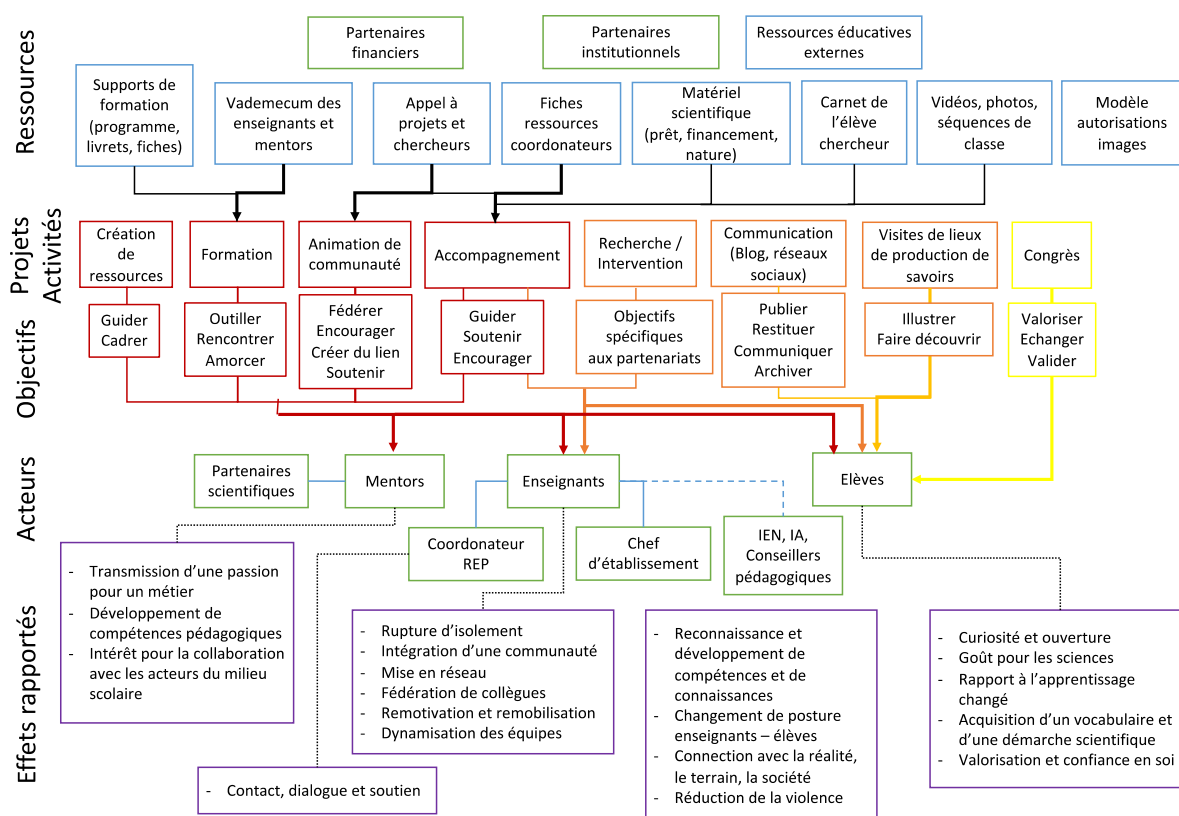 Ressources
Partenaires
financiers
Partenaires
institutionnels
Ressources éducatives
externes
Supports de
formation
(programme,
livrets, fiches)
Vademecum des
enseignants et
mentors
Appel à
projets et
chercheurs
Fiches
ressources
coordonateurs
Matériel
scientifique
(prêt, financement,
nature)
Carnet de
l'élève
chercheur
Vidéos, photos,
séquences de
classe
Modèle
autorisations
images
Projets
Activités
Création
de
ressources
Formation
Animation de
communauté
Accompagnement
Recherche /
Intervention
Communication
(Blog, réseaux
sociaux)
Visites de lieux
de production de
savoirs
Congrès
Objectifs
Guider
Cadrer
Outiller
Rencontrer
Amorcer
Fédérer
Encourager
Créer du lien
Soutenir
Guider
Soutenir
Encourager
Objectifs
spécifiques
aux partenariats
Publier
Restituer
Communiquer
Archiver
Illustrer
Faire découvrir
Valoriser
Echanger
Valider
Acteurs
Partenaires
scientifiques
Mentors
Enseignants
Elèves
Coordonateur
REP
Chef
d'établissement
IEN, IA,
Conseillers
pédagogiques
Effets rapportés
- Transmission d'une passion
pour un métier
- Développement de
compétences pédagogiques
- Intérêt pour la collaboration
avec les acteurs du milieu
scolaire
- Contact, dialogue et soutien
- Rupture d'isolement
- Intégration d'une communauté
- Mise en réseau
- Fédération de collègues
- Remotivation et remobilisation
- Dynamisation des équipes
- Reconnaissance et
développement de
compétences et de
connaissances
- Changement de posture
enseignants – élèves
- Connection avec la réalité,
le terrain, la société
- Réduction de la violence
- Curiosité et ouverture
- Goût pour les sciences
- Rapport à l'apprentissage
changé
- Acquisition d'un vocabulaire et
d'une démarche scientifique
- Valorisation et confiance en soi